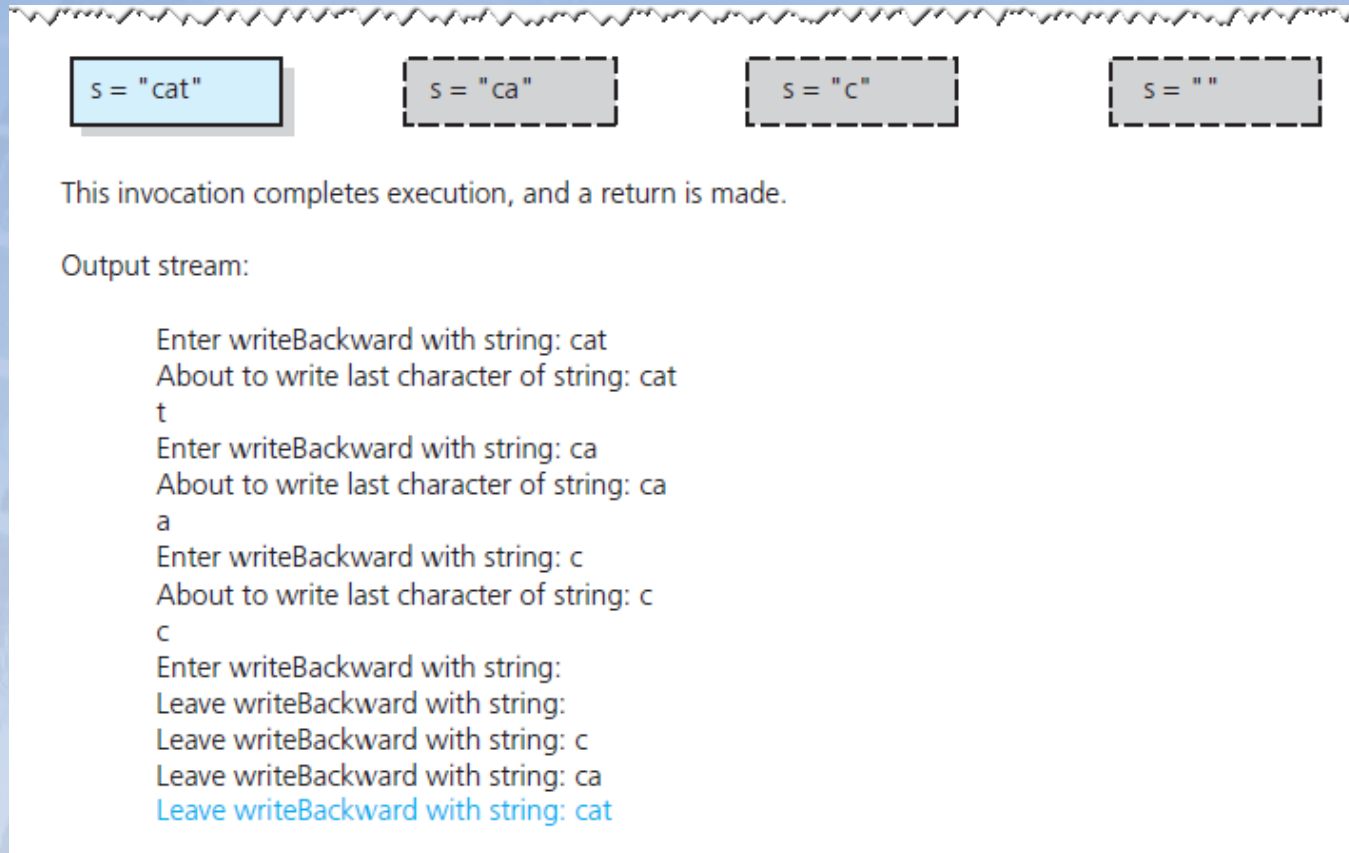 s = "cat" s = "ca" s = "c" s = ""
This invocation completes execution, and a return is made.
Output stream:
Enter writeBackward with string: cat
About to write last character of string: cat
t
Enter writeBackward with string: ca
About to write last character of string: ca
a
Enter writeBackward with string: c
About to write last character of string: c
c
Enter writeBackward with string:
Leave writeBackward with string:
Leave writeBackward with string: c
Leave writeBackward with string: ca
Leave writeBackward with string: cat